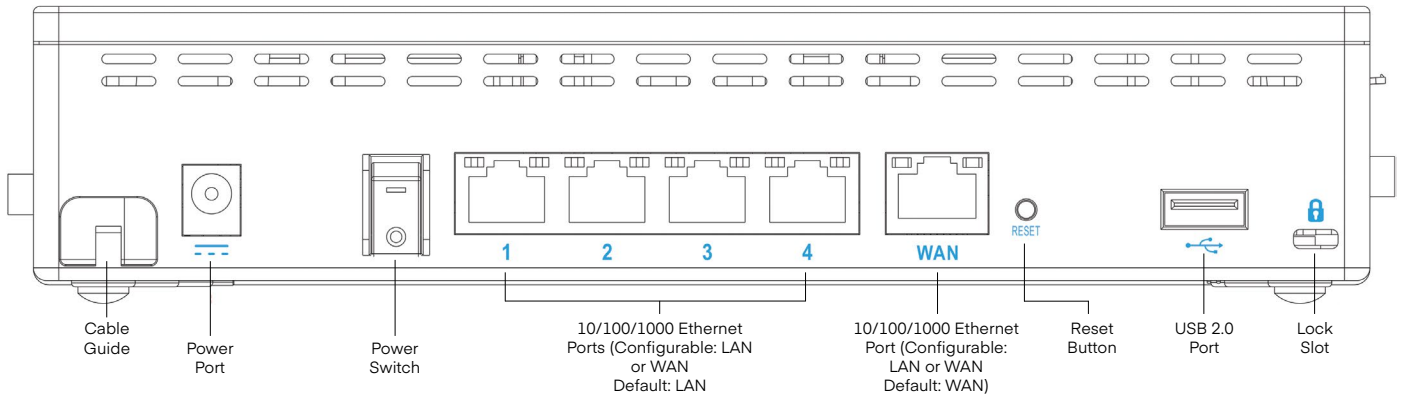 1
2
3
4
WAN
RESET
Cable
Guide
Power
Port
Power
Switch
10/100/1000 Ethernet
Ports (Configurable: LAN
or WAN
Default: LAN
10/100/1000 Ethernet
Port (Configurable:
LAN or WAN
Default: WAN)
Reset
Button
USB 2.0
Port
Lock
Slot